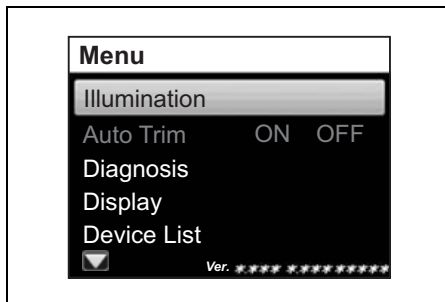 Menu
Illumination
Auto Trim ON OFF
Diagnosis
Display
Device List
Ver. *.*** *.*********